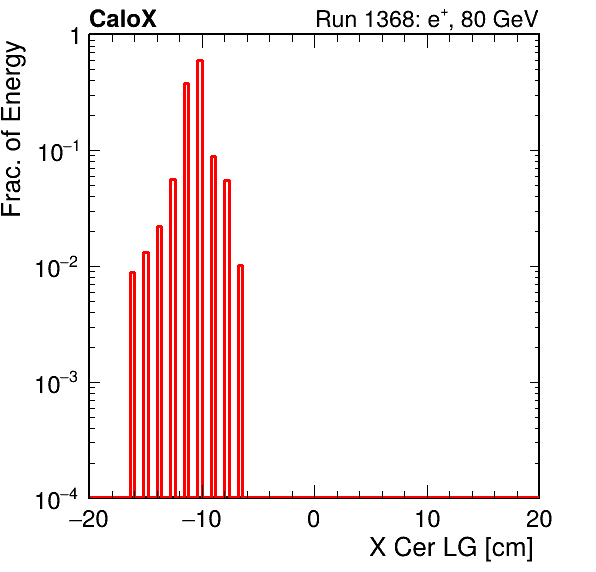 CaloX Run 1368: e⁺, 80 GeV
Frac. of Energy
1
10⁻¹
10⁻²
10⁻³
10⁻⁴
−20 −10 0 10 20
X Cer LG [cm]